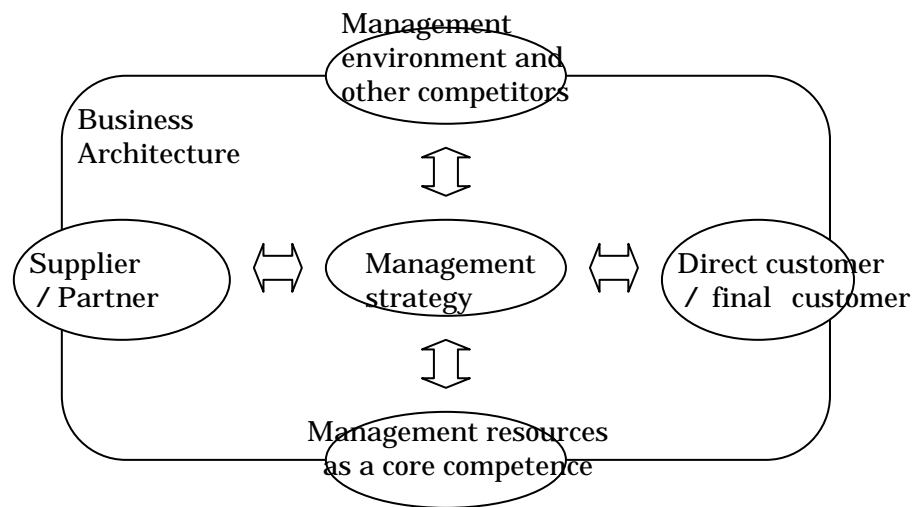 Management
environment and
other competitors
Business
Architecture
Supplier
/ Partner
Management
strategy
Direct customer
/ final customer
Management resources
as a core competence